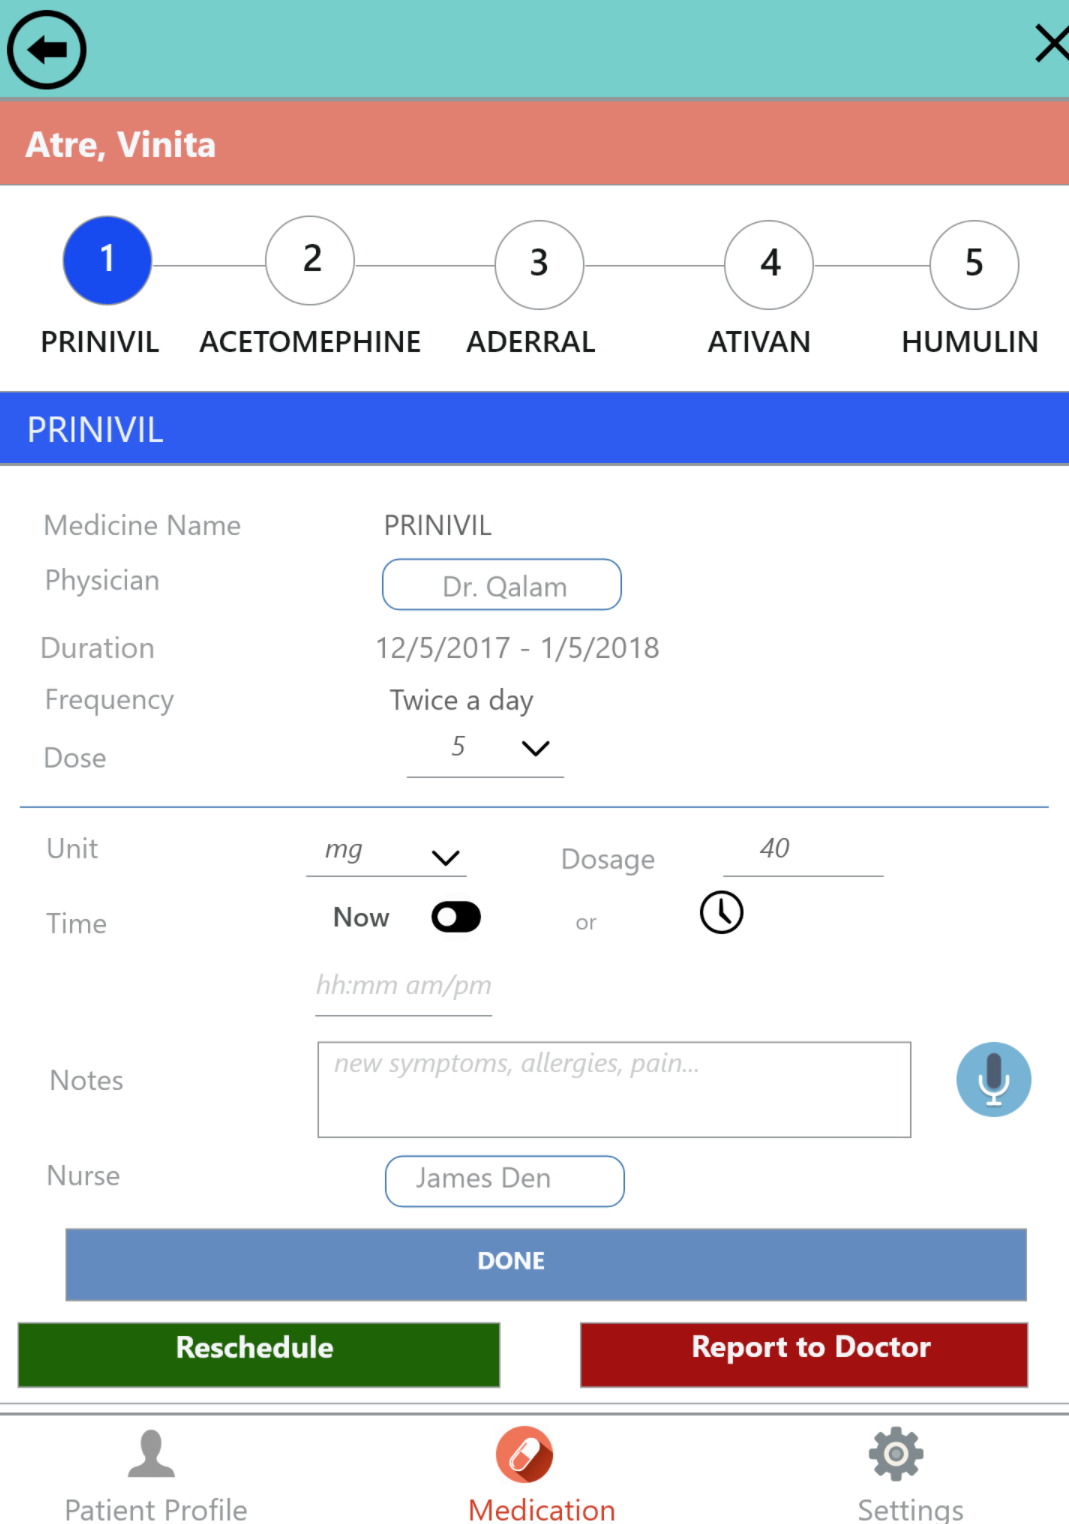 Atre, Vinita
1 2 3 4 5
PRINIVIL ACETOMEPHINE ADERRAL ATIVAN HUMULIN
PRINIVIL
Medicine Name PRINIVIL
Physician Dr. Qalam
Duration 12/5/2017 - 1/5/2018
Frequency Twice a day
Dose 5
Unit mg Dosage 40
Time Now or
hh:mm am/pm
Notes new symptoms, allergies, pain...
Nurse James Den
DONE
Reschedule Report to Doctor
Patient Profile Medication Settings